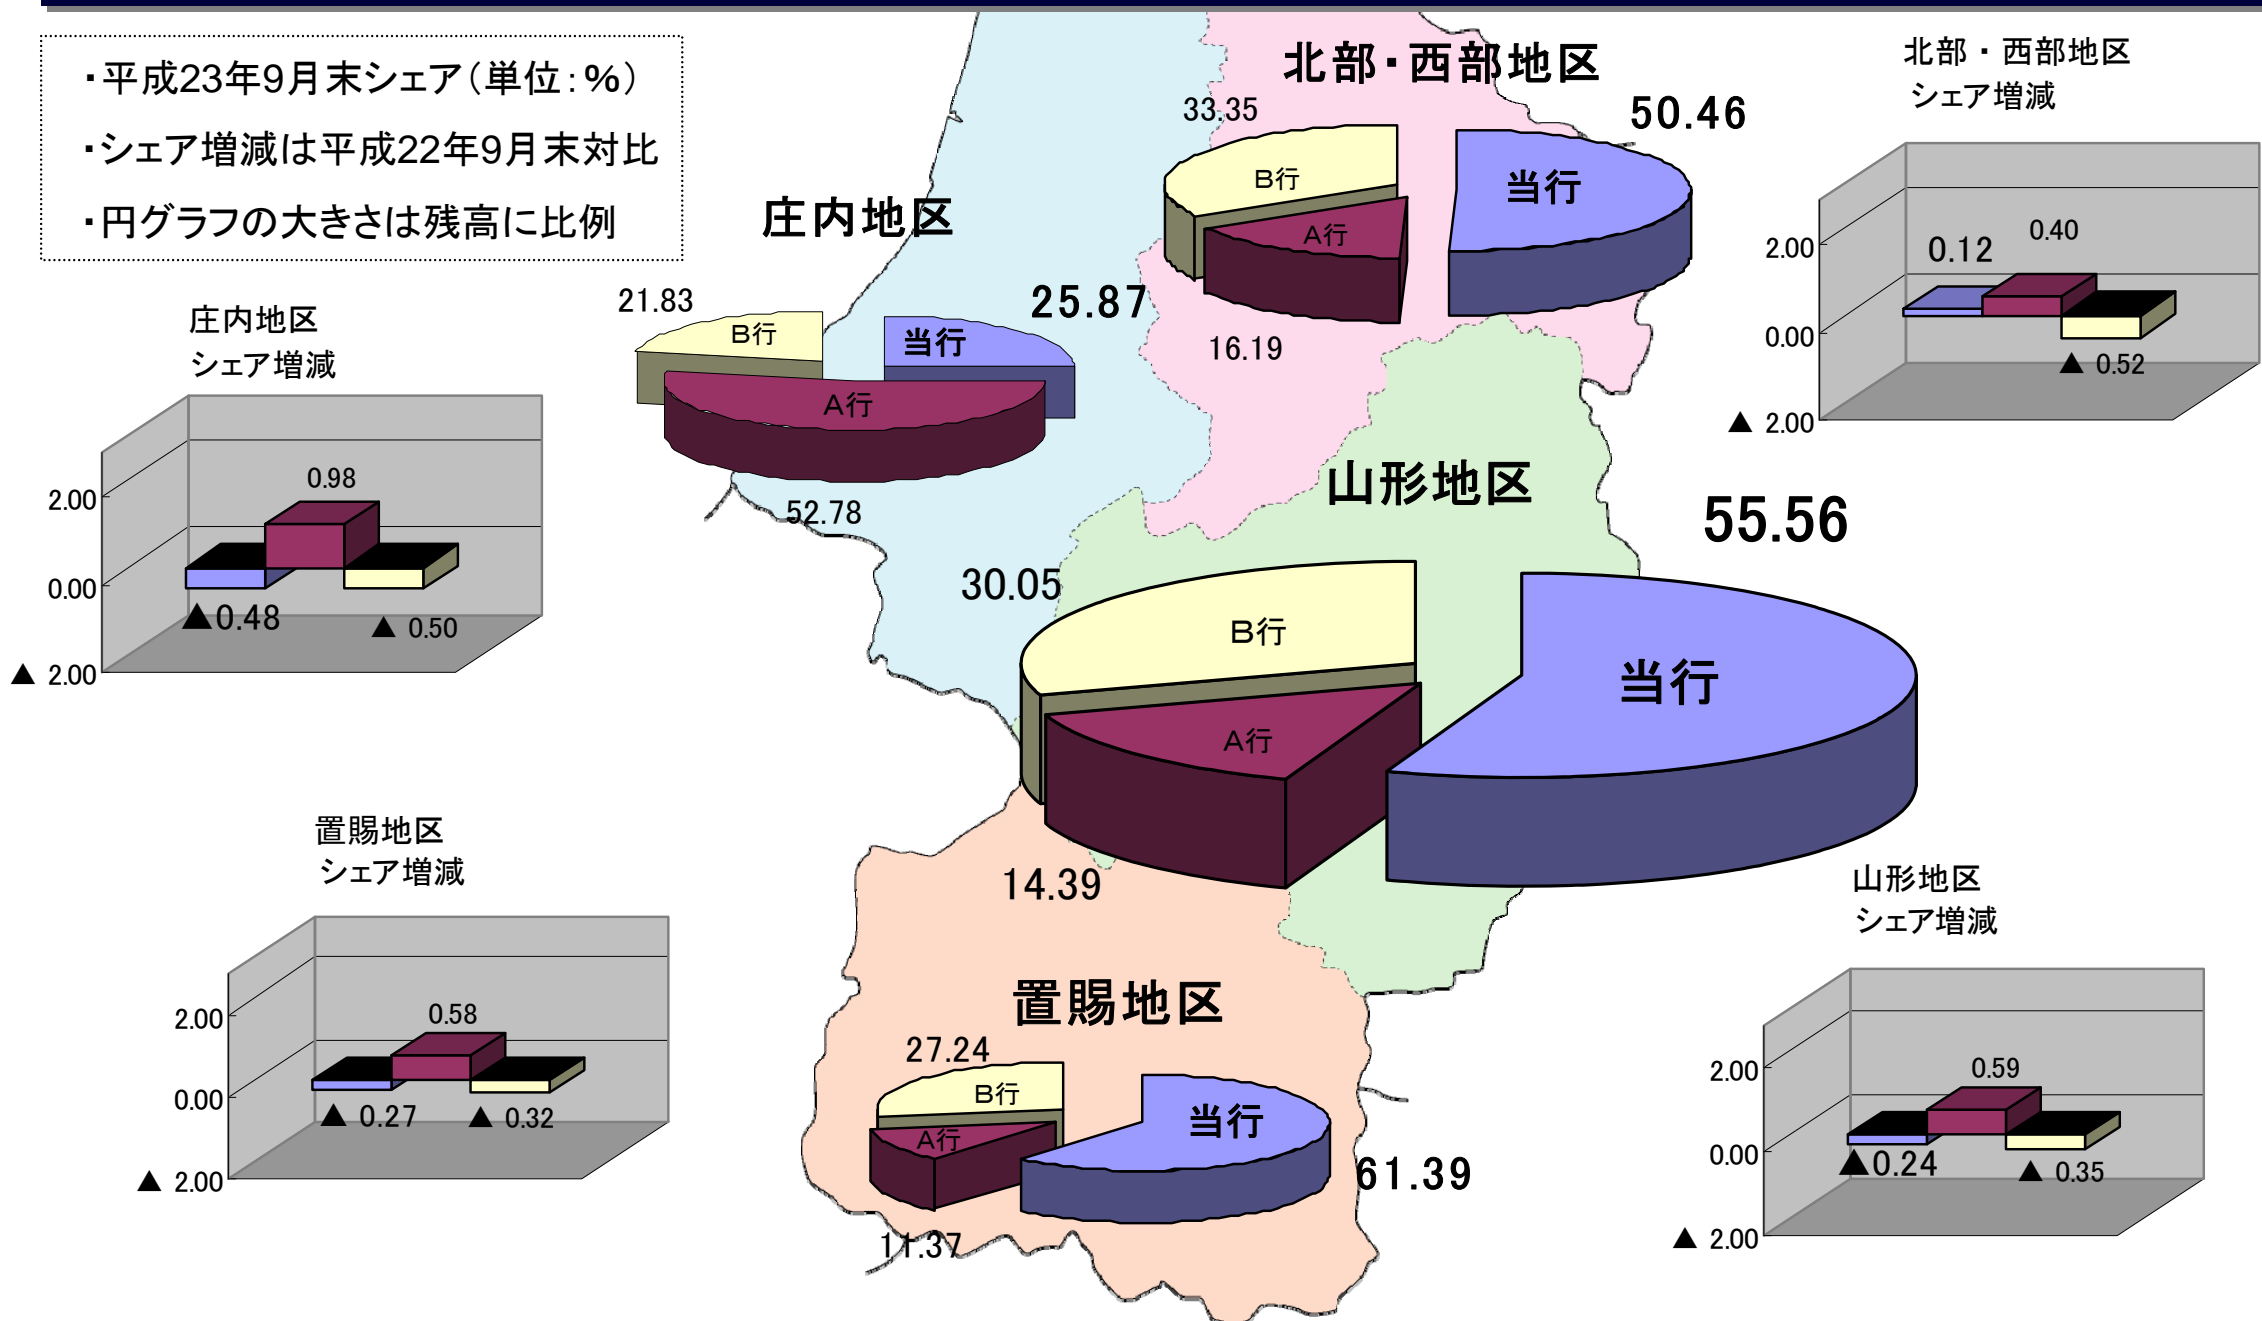 ・平成23年9月末シェア（単位：%）
・シェア増減は平成22年9月末対比
・円グラフの大きさは残高に比例
北部・西部地区
33.35
50.46
B行
当行
A行
16.19
北部・西部地区
シェア増減
2.00
0.00
▲ 2.00
0.12
0.40
▲ 0.52
庄内地区
21.83
25.87
B行
当行
A行
52.78
庄内地区
シェア増減
2.00
0.00
▲ 2.00
0.98
▲0.48
▲ 0.50
山形地区
55.56
30.05
B行
当行
A行
14.39
置賜地区
シェア増減
2.00
0.00
▲ 2.00
0.58
▲ 0.27
▲ 0.32
置賜地区
27.24
B行
当行
A行
61.39
11.37
山形地区
シェア増減
2.00
0.00
▲ 2.00
0.59
▲0.24
▲ 0.35